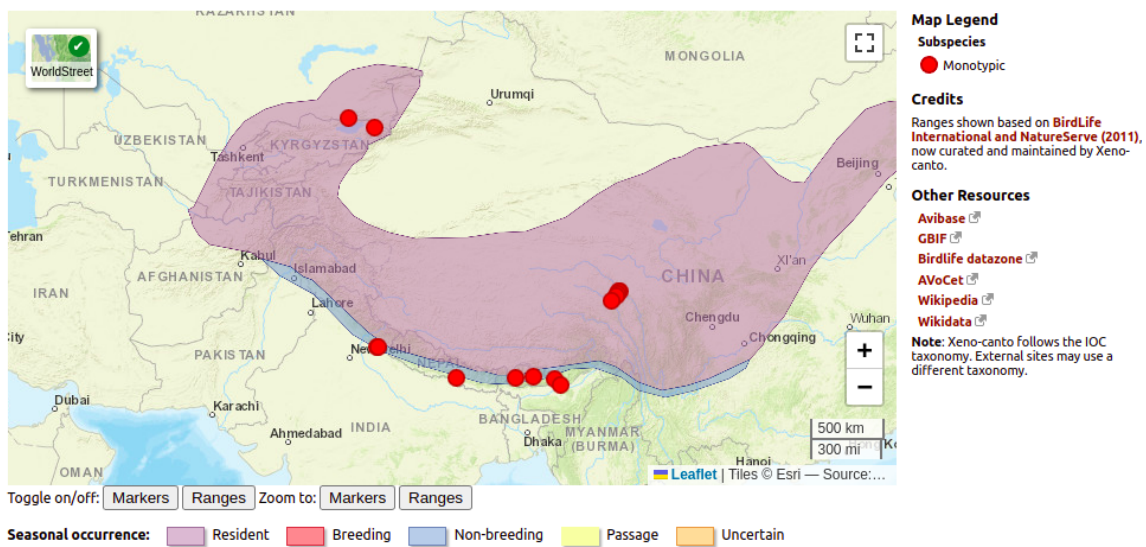 KAZAKHSTAN
WorldStreet
MONGOLIA
Urumqi
UZBEKISTAN
Tashkent
KYRGYZSTAN
TURKMENISTAN
TAJIKISTAN
Beijing
Tehran
Kabul
Islamabad
AFGHANISTAN
CHINA
Xi'an
IRAN
Lahore
Chengdu
Wuhan
City
New Delhi
Chongqing
PAKISTAN
NEPAL
+
−
Dubai
Karachi
Ahmedabad
INDIA
BANGLADESH
Dhaka
MYANMAR
(BURMA)
500 km
300 mi
OMAN
Hanoi
Leaflet | Tiles © Esri — Source:…
Map Legend
Subspecies
Monotypic
Credits
Ranges shown based on BirdLife
International and NatureServe (2011),
now curated and maintained by Xeno-
canto.
Other Resources
Avibase
GBIF
Birdlife datazone
AVoCet
Wikipedia
Wikidata
Note: Xeno-canto follows the IOC
taxonomy. External sites may use a
different taxonomy.
Toggle on/off: Markers Ranges Zoom to: Markers Ranges
Seasonal occurrence: Resident Breeding Non-breeding Passage Uncertain